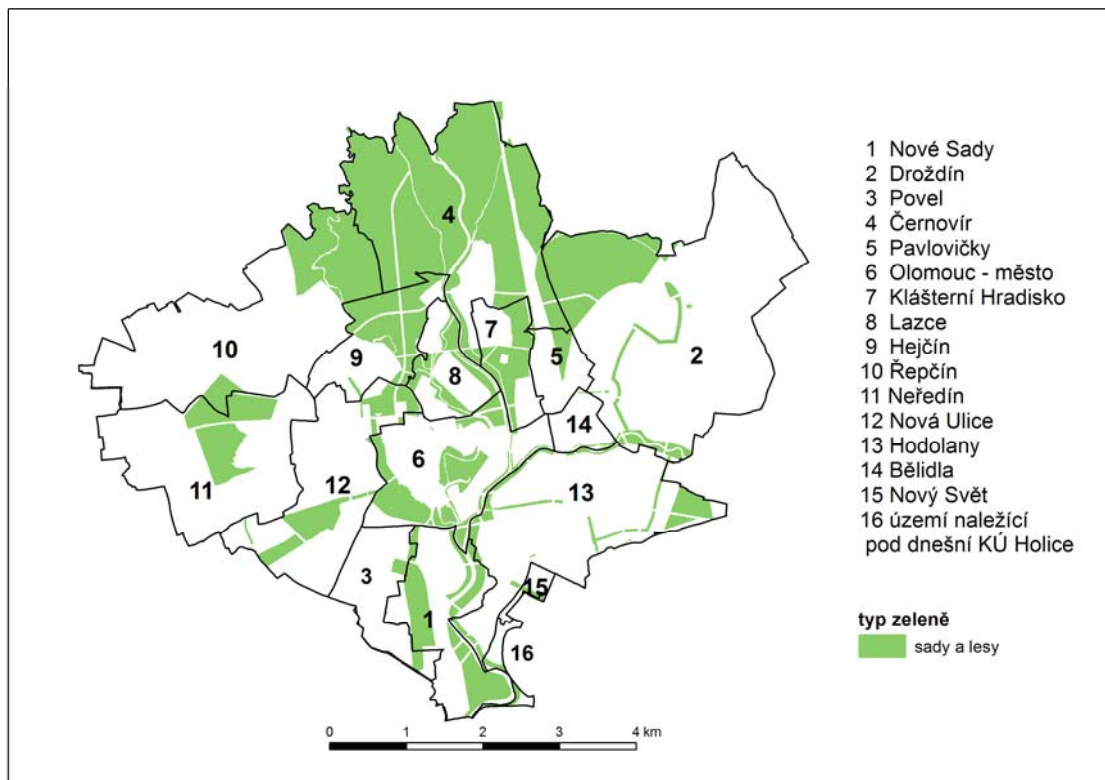 4
10
9
7
5
2
8
14
6
11
12
13
3
15
1
16
1 Nové Sady
2 Droždín
3 Povel
4 Černovír
5 Pavlovičky
6 Olomouc - město
7 Klášterní Hradisko
8 Lazce
9 Hejčín
10 Řepčín
11 Neředín
12 Nová Ulice
13 Hodolany
14 Bělidla
15 Nový Svět
16 území naležící
pod dnešní KÚ Holice
typ zeleně
sady a lesy
0 1 2 3 4 km